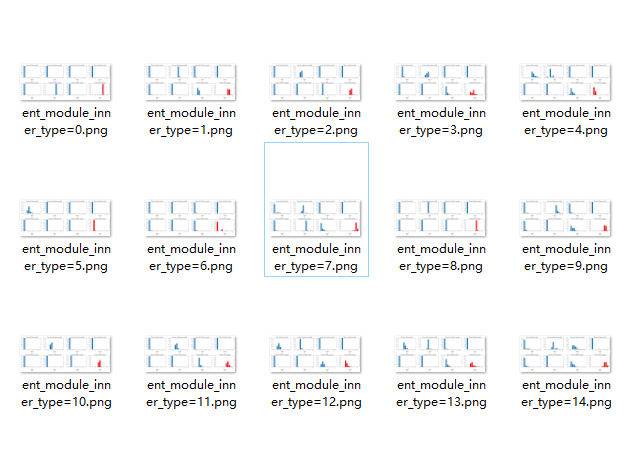 ent_module_inn
er_type=0.png
ent_module_inn
er_type=1.png
ent_module_inn
er_type=2.png
ent_module_inn
er_type=3.png
ent_module_inn
er_type=4.png
ent_module_inn
er_type=5.png
ent_module_inn
er_type=6.png
ent_module_inn
er_type=7.png
ent_module_inn
er_type=8.png
ent_module_inn
er_type=9.png
ent_module_inn
er_type=10.png
ent_module_inn
er_type=11.png
ent_module_inn
er_type=12.png
ent_module_inn
er_type=13.png
ent_module_inn
er_type=14.png